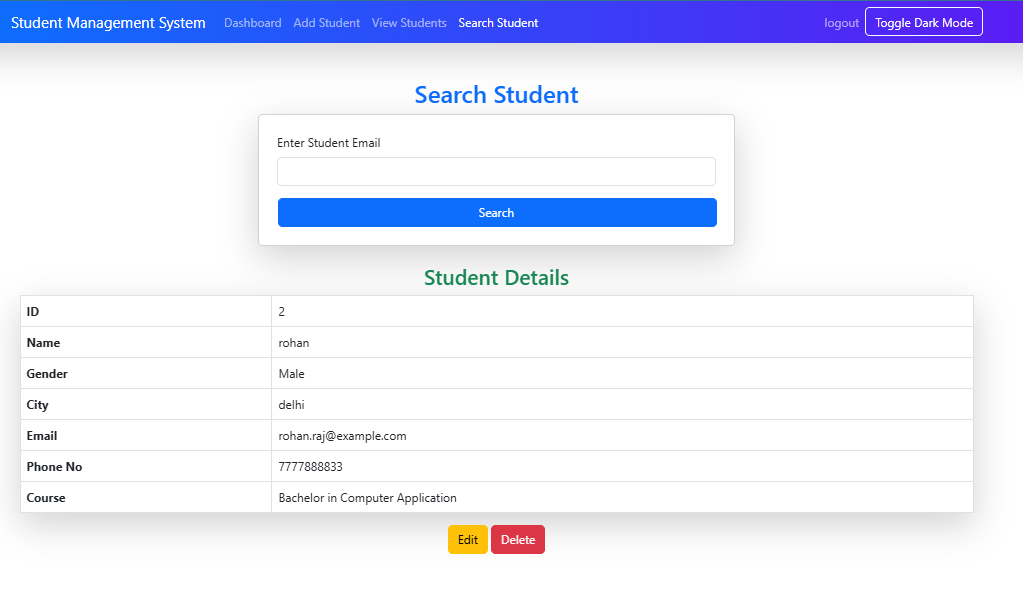 Student Management System Dashboard Add Student View Students Search Student logout Toggle Dark Mode
Search Student
Enter Student Email
Search
Student Details
ID 2
Name rohan
Gender Male
City delhi
Email rohan.raj@example.com
Phone No 7777888833
Course Bachelor in Computer Application
Edit Delete